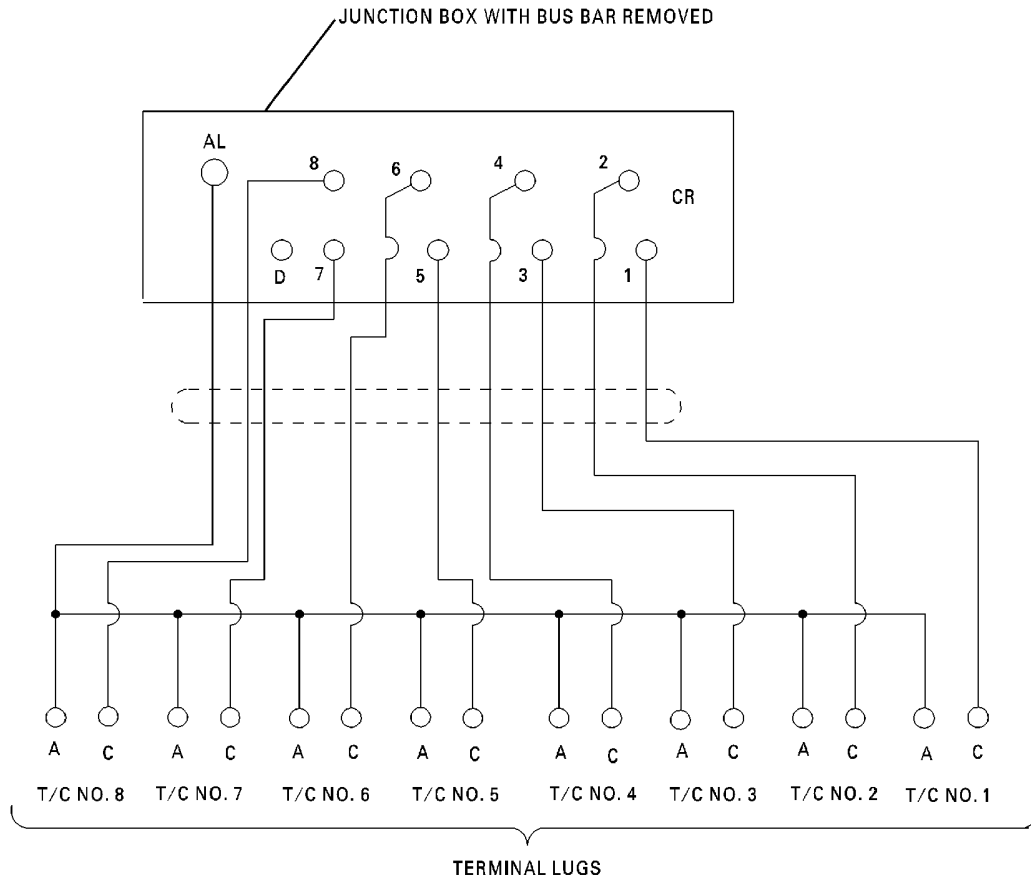 JUNCTION BOX WITH BUS BAR REMOVED
AL
8
6
4
2
CR
D
7
5
3
1
A C A C A C A C A C A C A C A C
T/C NO. 8 T/C NO. 7 T/C NO. 6 T/C NO. 5 T/C NO. 4 T/C NO. 3 T/C NO. 2 T/C NO. 1
TERMINAL LUGS